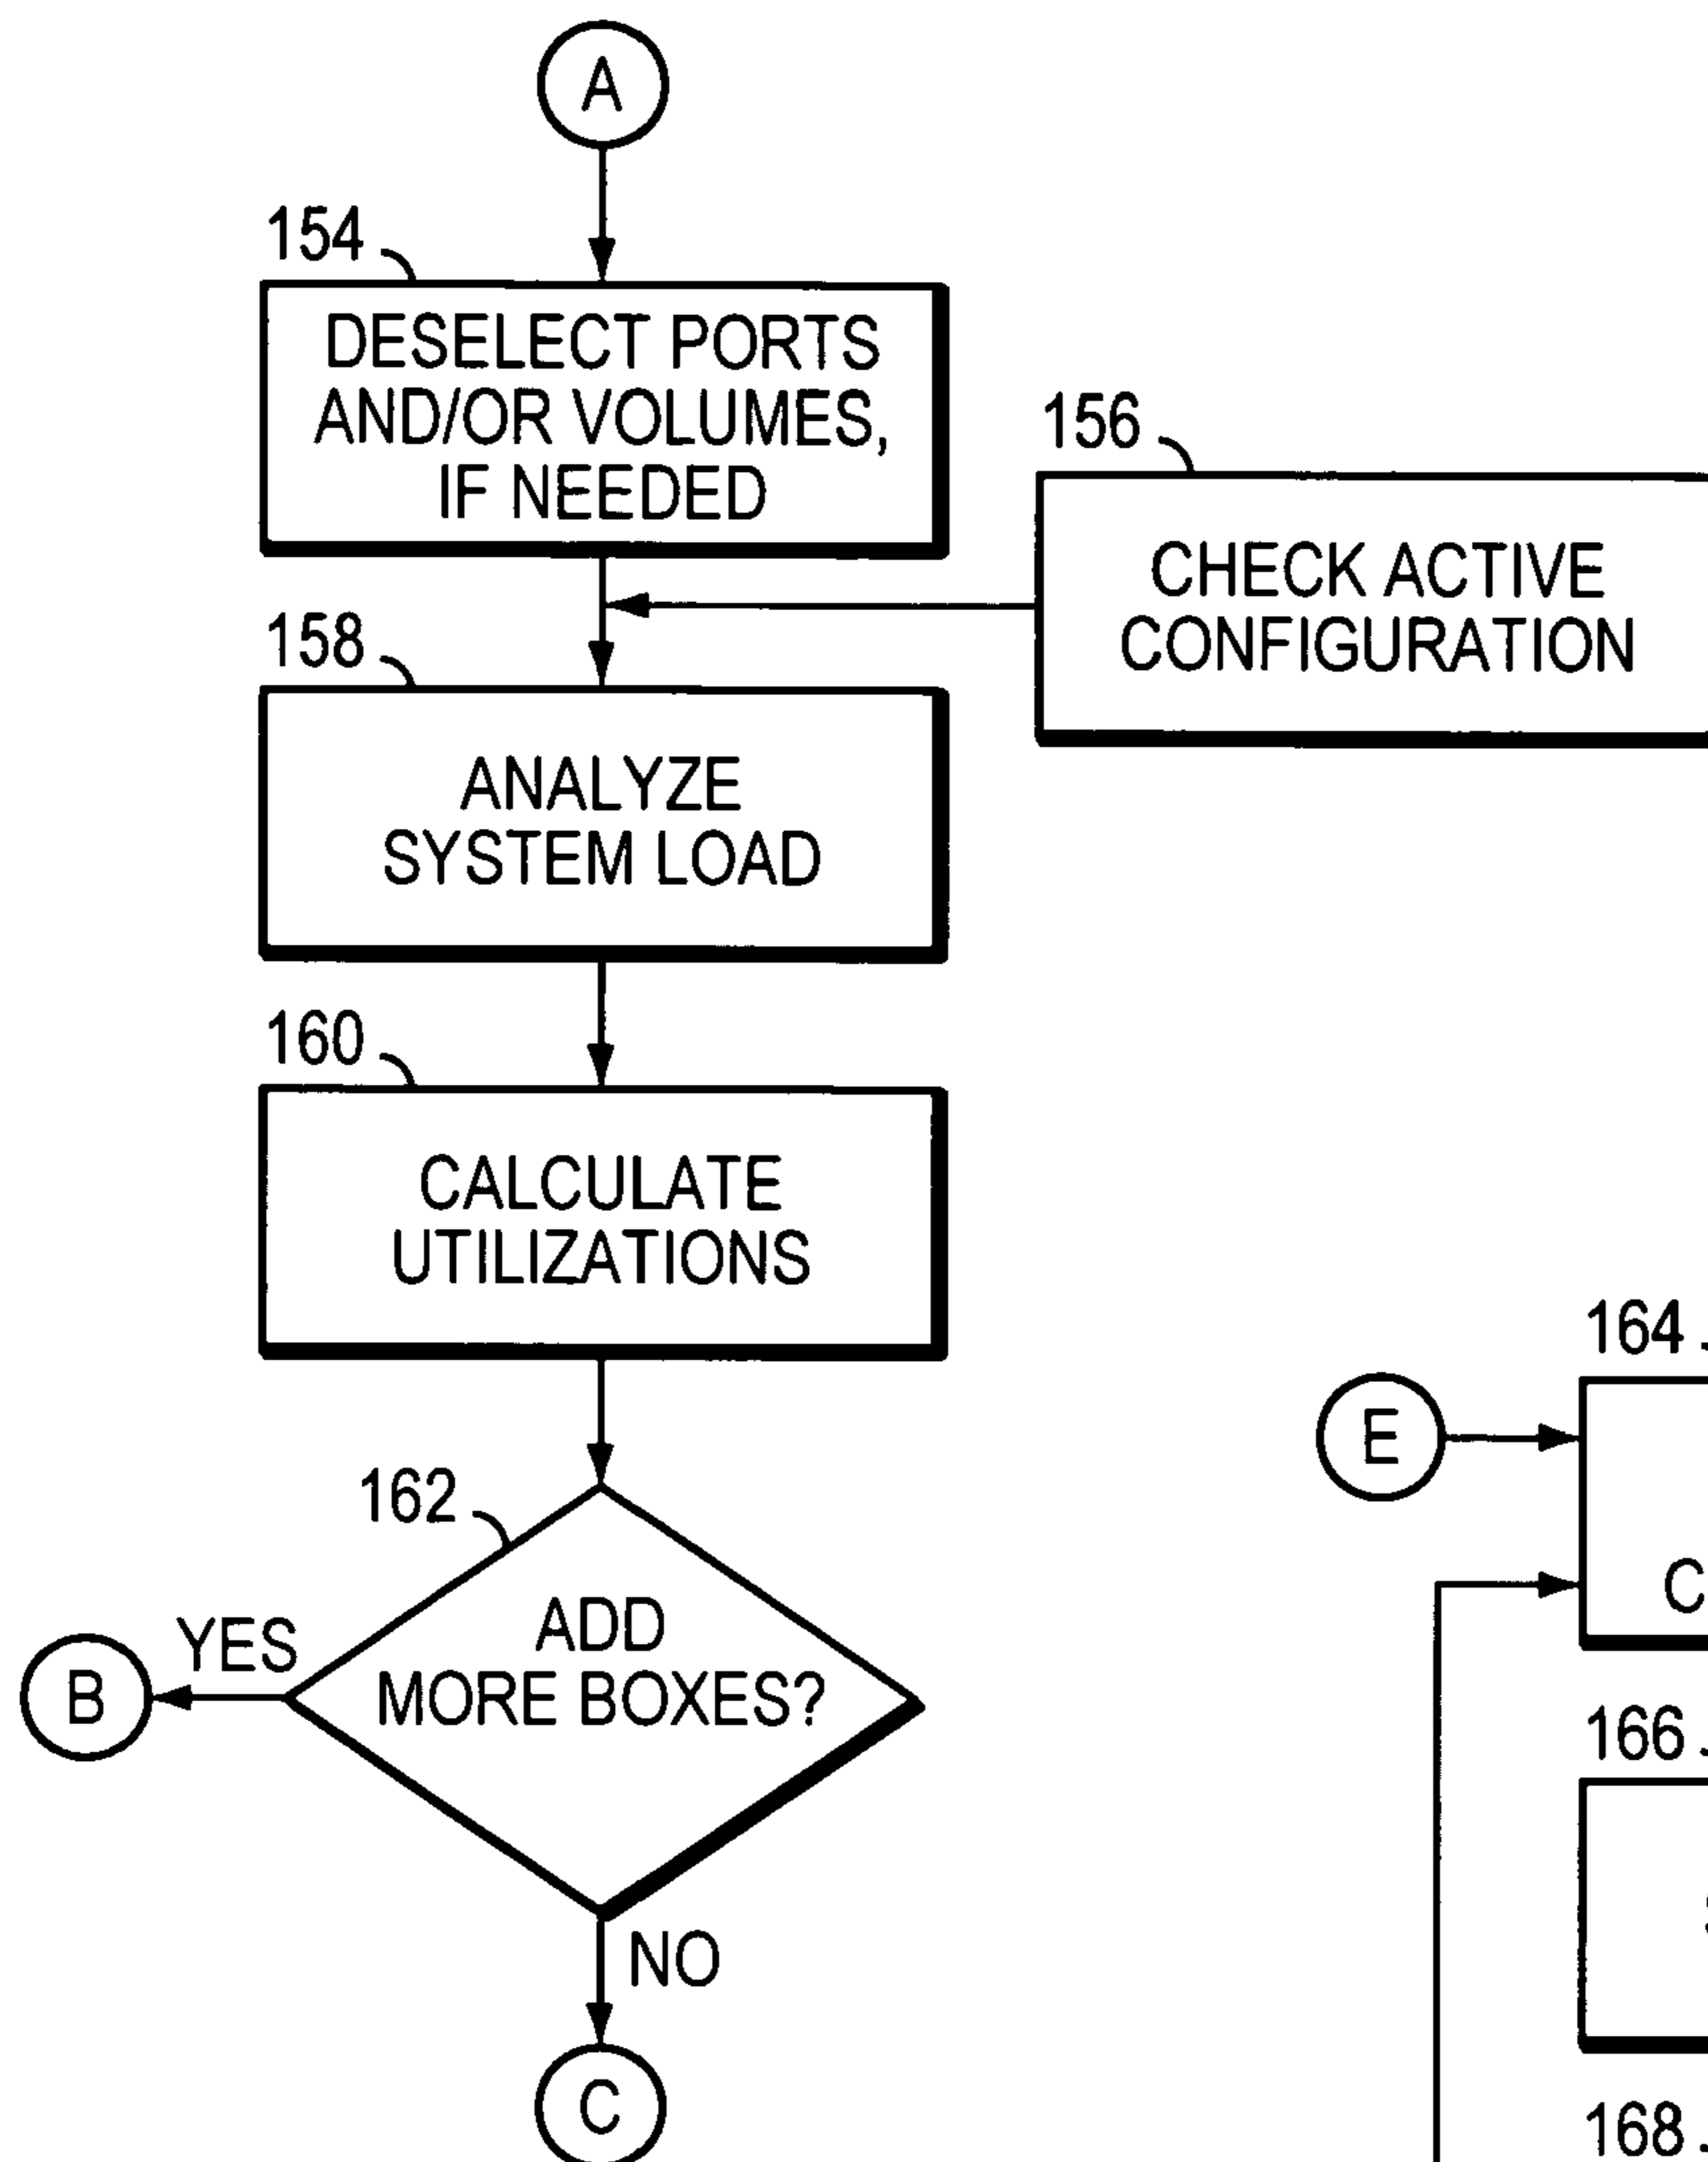 A
154
DESELECT PORTS
AND/OR VOLUMES,
IF NEEDED
156
CHECK ACTIVE
CONFIGURATION
158
ANALYZE
SYSTEM LOAD
160
CALCULATE
UTILIZATIONS
164
E
C
162
ADD
MORE BOXES?
YES
B
166
NO
C
168